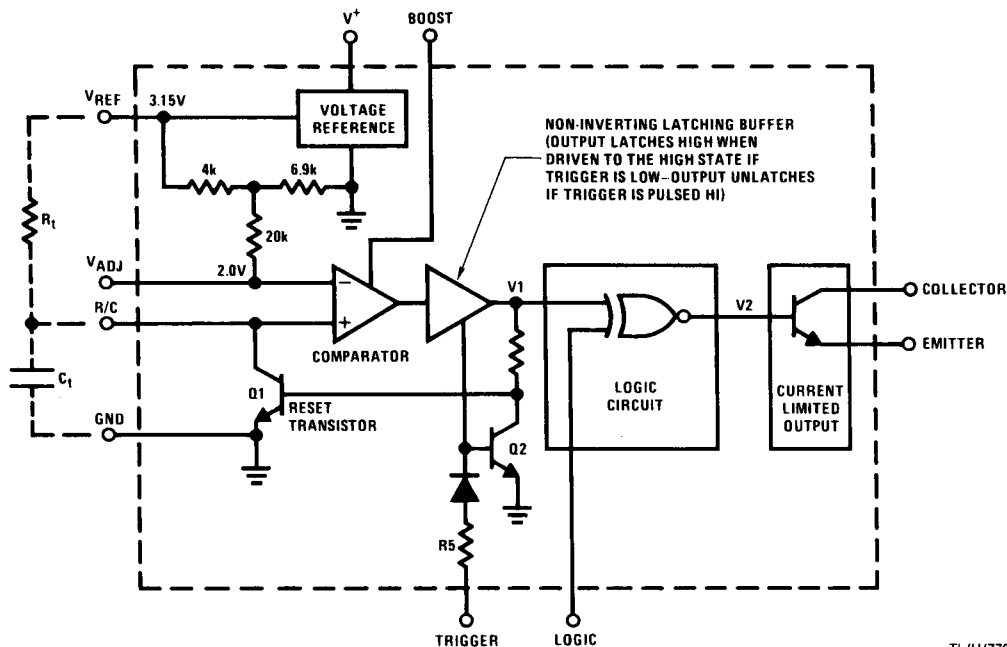 V+
BOOST
VREF
3.15V
VOLTAGE
REFERENCE
NON-INVERTING LATCHING BUFFER
(OUTPUT LATCHES HIGH WHEN
DRIVEN TO THE HIGH STATE IF
TRIGGER IS LOW–OUTPUT UNLATCHES
IF TRIGGER IS PULSED HI)
4k
6.9k
Rt
20k
VADJ
2.0V
R/C
−
+
COMPARATOR
V1
V2
COLLECTOR
EMITTER
Ct
Q1
RESET
TRANSISTOR
LOGIC
CIRCUIT
CURRENT
LIMITED
OUTPUT
GND
Q2
R5
TRIGGER
LOGIC